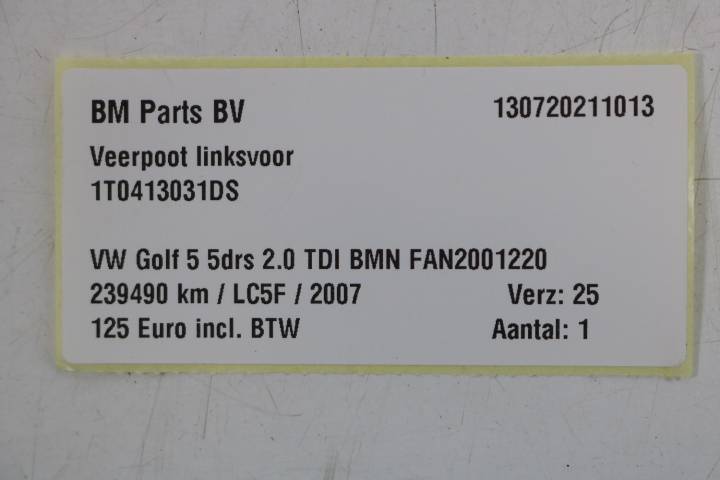 BM Parts BV 130720211013
Veerpoot linksvoor
1T0413031DS
VW Golf 5 5drs 2.0 TDI BMN FAN2001220
239490 km / LC5F / 2007 Verz: 25
125 Euro incl. BTW Aantal: 1